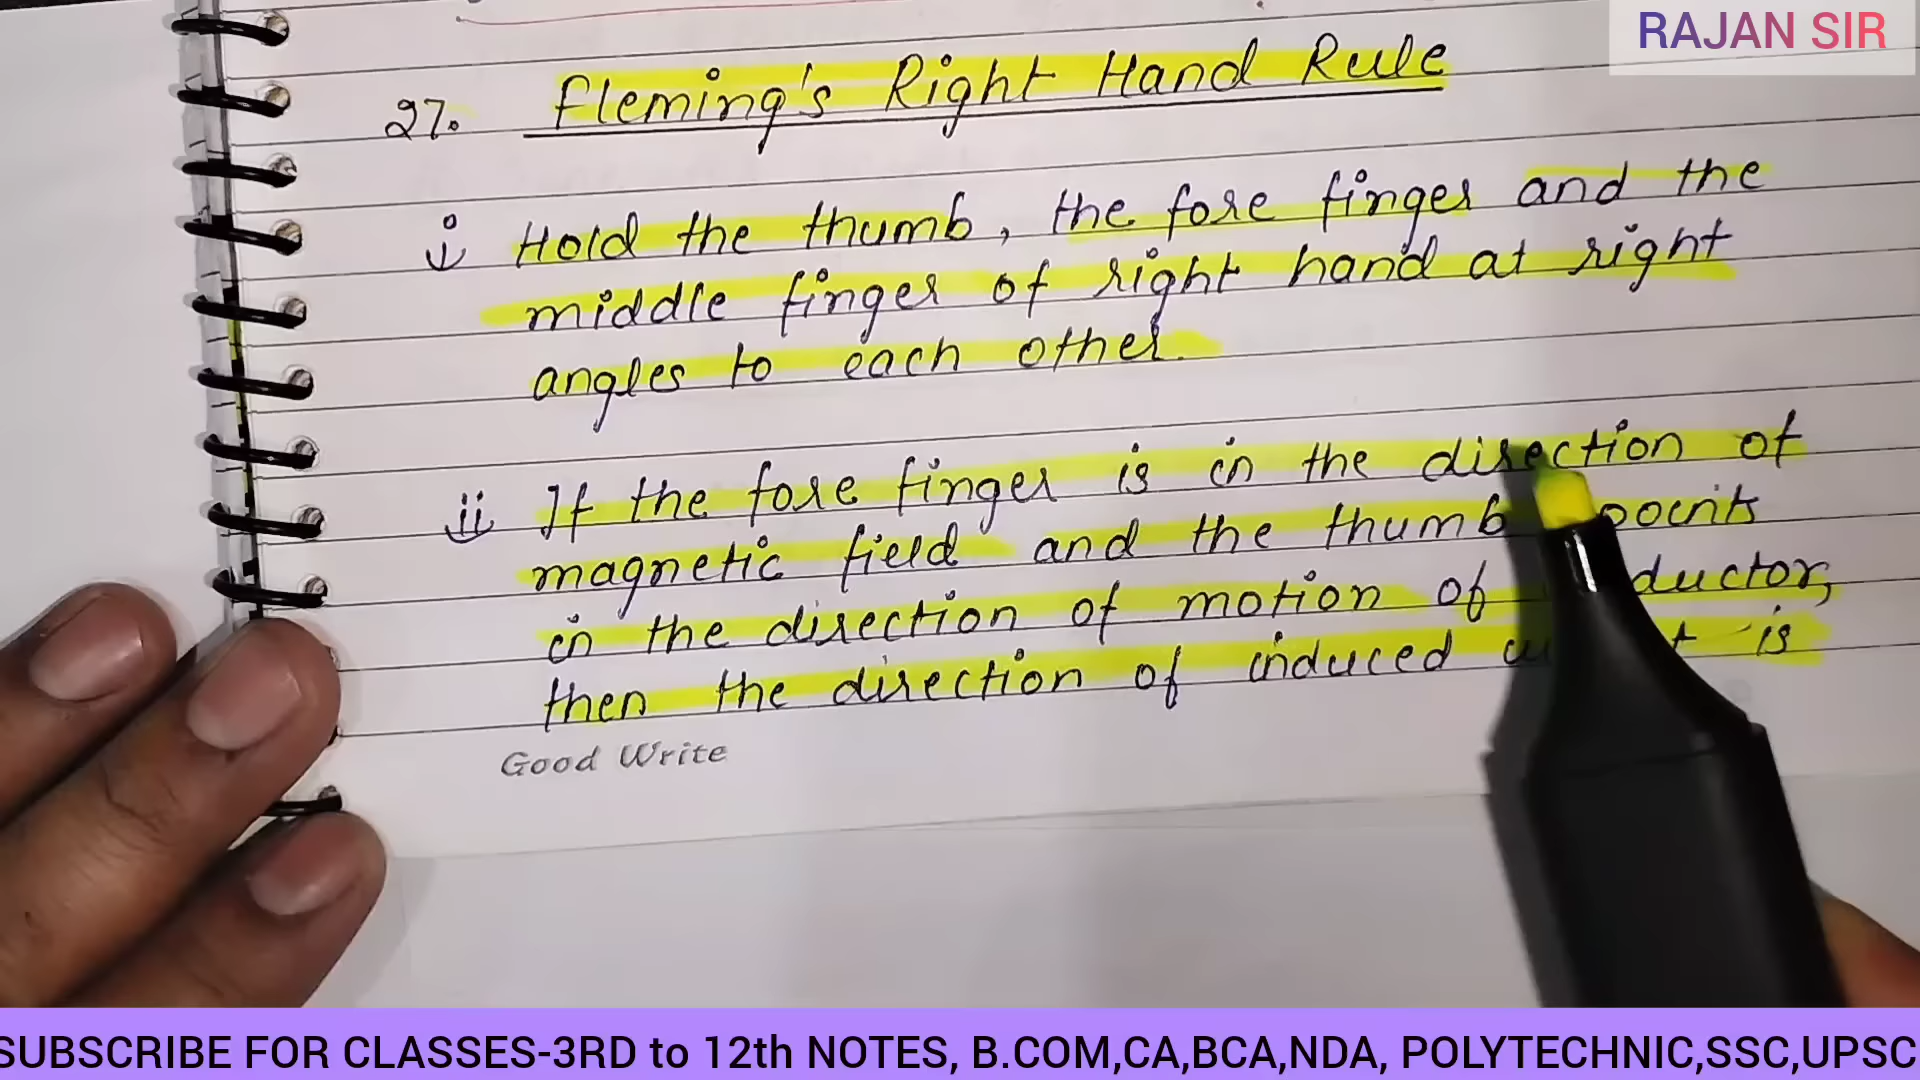 RAJAN SIR
27. Fleming's Right Hand Rule
i Hold the thumb, the fore finger and the
middle finger of right hand at right
angles to each other.
ii If the fore finger is in the direction of
magnetic field and the thumb points
in the direction of motion of
then the direction of induced is
Good Write
SUBSCRIBE FOR CLASSES-3RD to 12th NOTES, B.COM,CA,BCA,NDA, POLYTECHNIC,SSC,UPSC